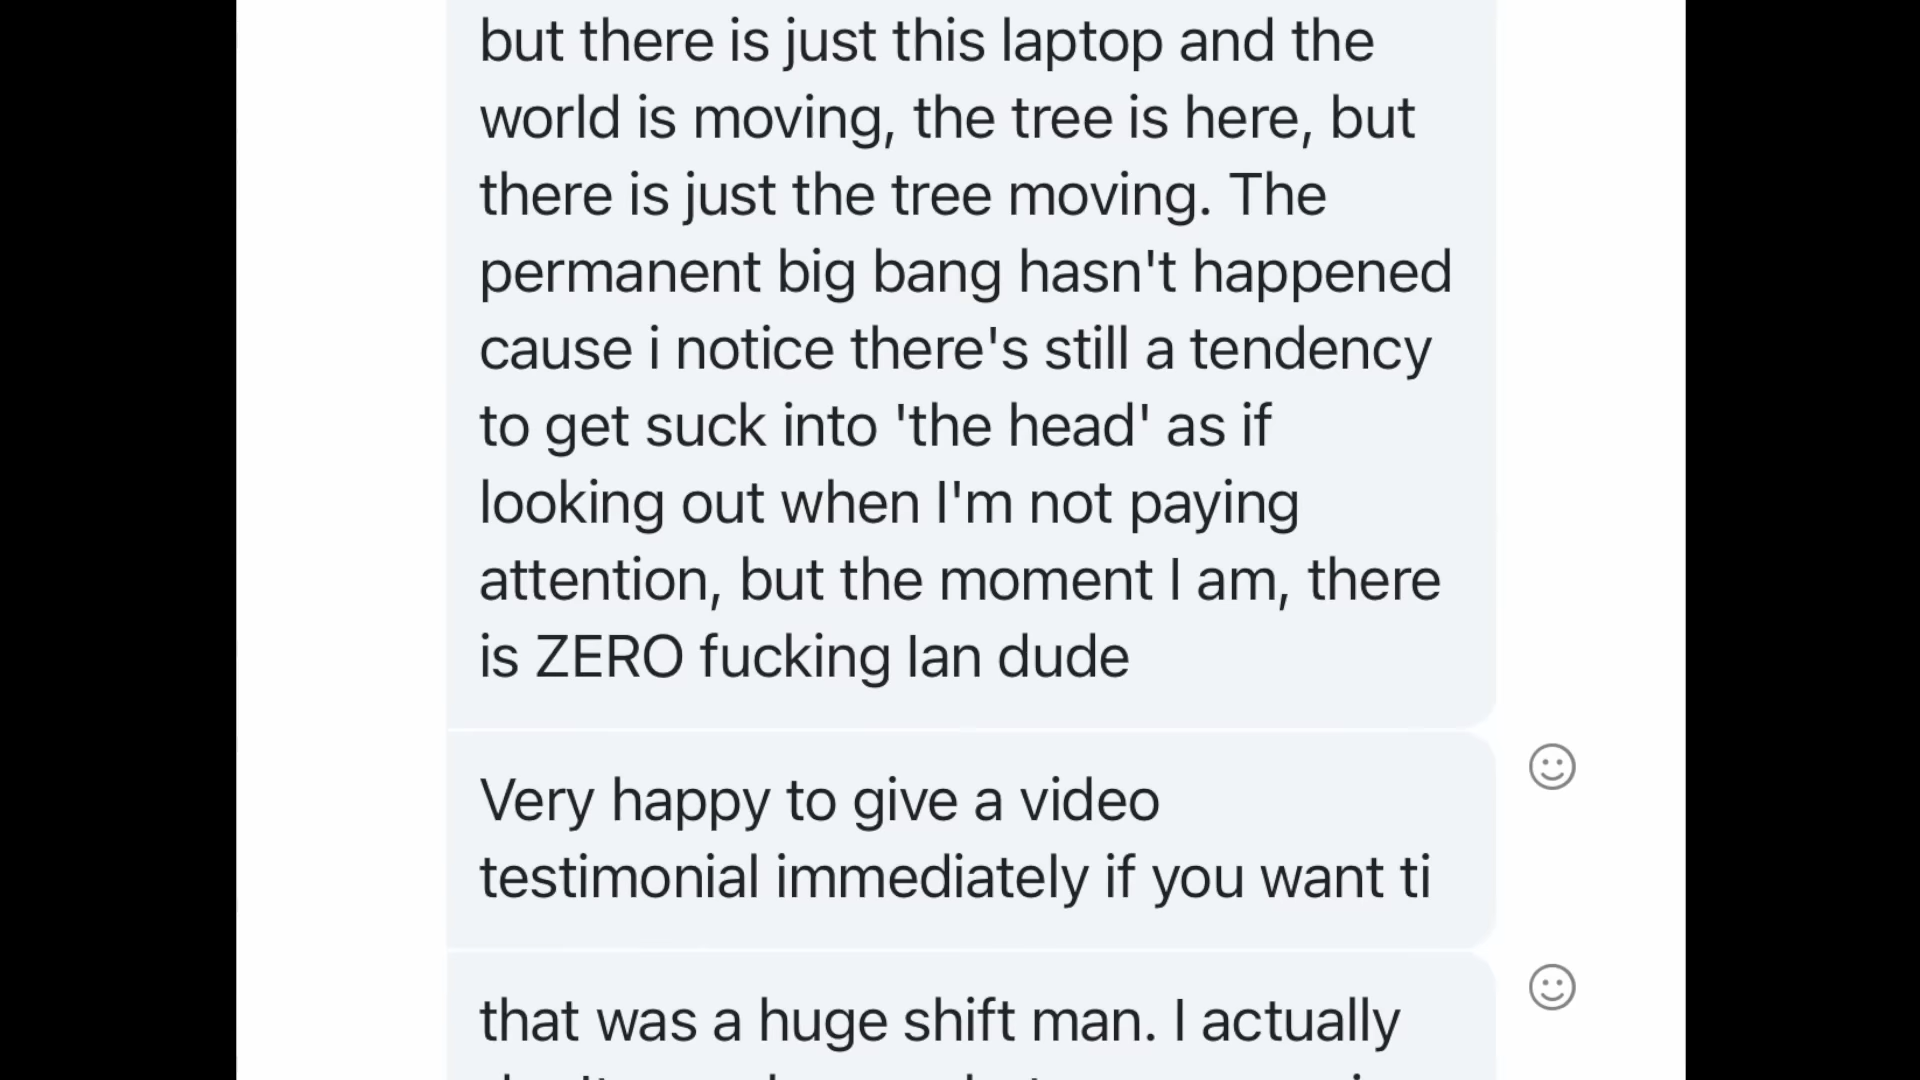 but there is just this laptop and the
world is moving, the tree is here, but
there is just the tree moving. The
permanent big bang hasn't happened
cause i notice there's still a tendency
to get suck into 'the head' as if
looking out when I'm not paying
attention, but the moment I am, there
is ZERO fucking Ian dude
Very happy to give a video
testimonial immediately if you want ti
that was a huge shift man. I actually